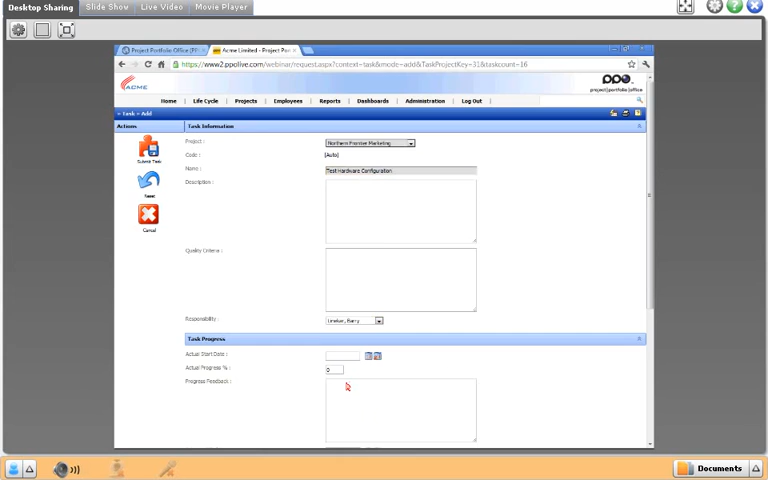 Desktop Sharing Slide Show Live Video Movie Player
Project Portfolio Office (P Acme Limited - Project Por
https://www2.ppolive.com/webinar/request.aspx?context=task&mode=add&TaskProjectKey=31&taskcount=16
ACME
ppo
project|portfolio|office
Home Life Cycle Projects Employees Reports Dashboards Administration Log Out
» Task » Add
Actions Task Information
Project : Northern Frontier Marketing
Submit Task
Code : [Auto]
Name : Test Hardware Configuration
Description :
Reset
Cancel
Quality Criteria :
Responsibility : Lineker, Barry
Task Progress
Actual Start Date :
Actual Progress % : 0
Progress Feedback :
Documents